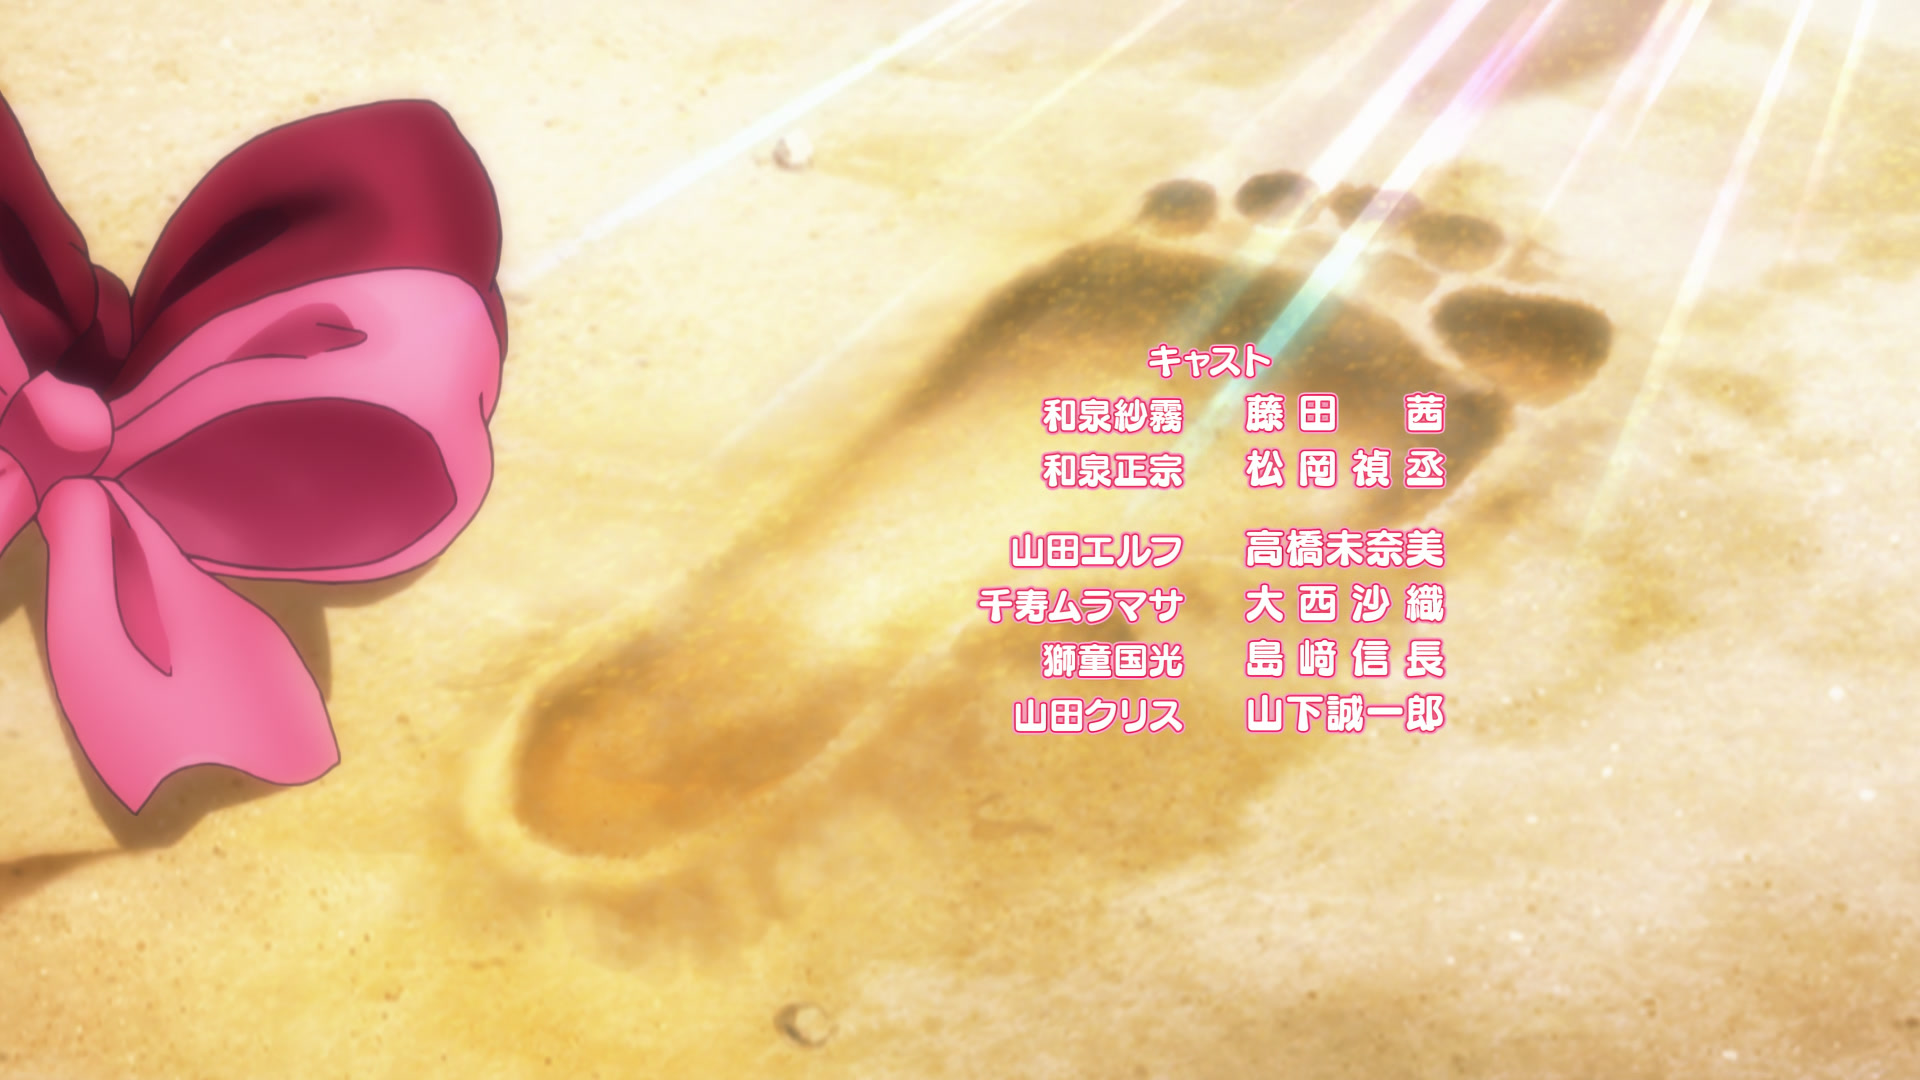 キャスト
和泉紗霧 藤田 茜
和泉正宗 松岡禎丞
山田エルフ 高橋未奈美
千寿ムラマサ 大西沙織
獅童国光 島﨑信長
山田クリス 山下誠一郎